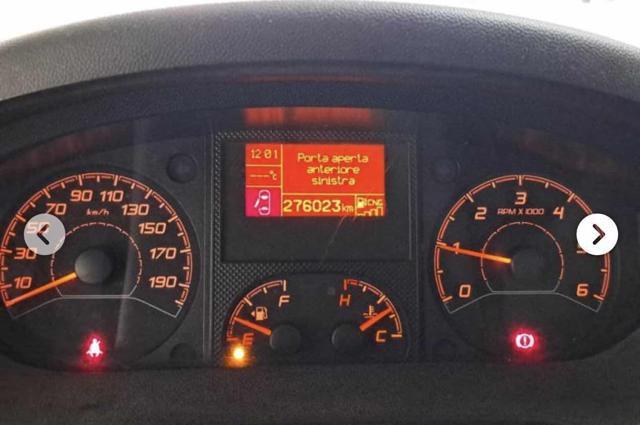 12:01
Porta aperta
anteriore
sinistra
----°c
276023 km
CNG
10
30
50
70
90
110
130
150
170
190
km/h
0
1
2
3
4
5
6
RPM X 1000
E
F
H
C